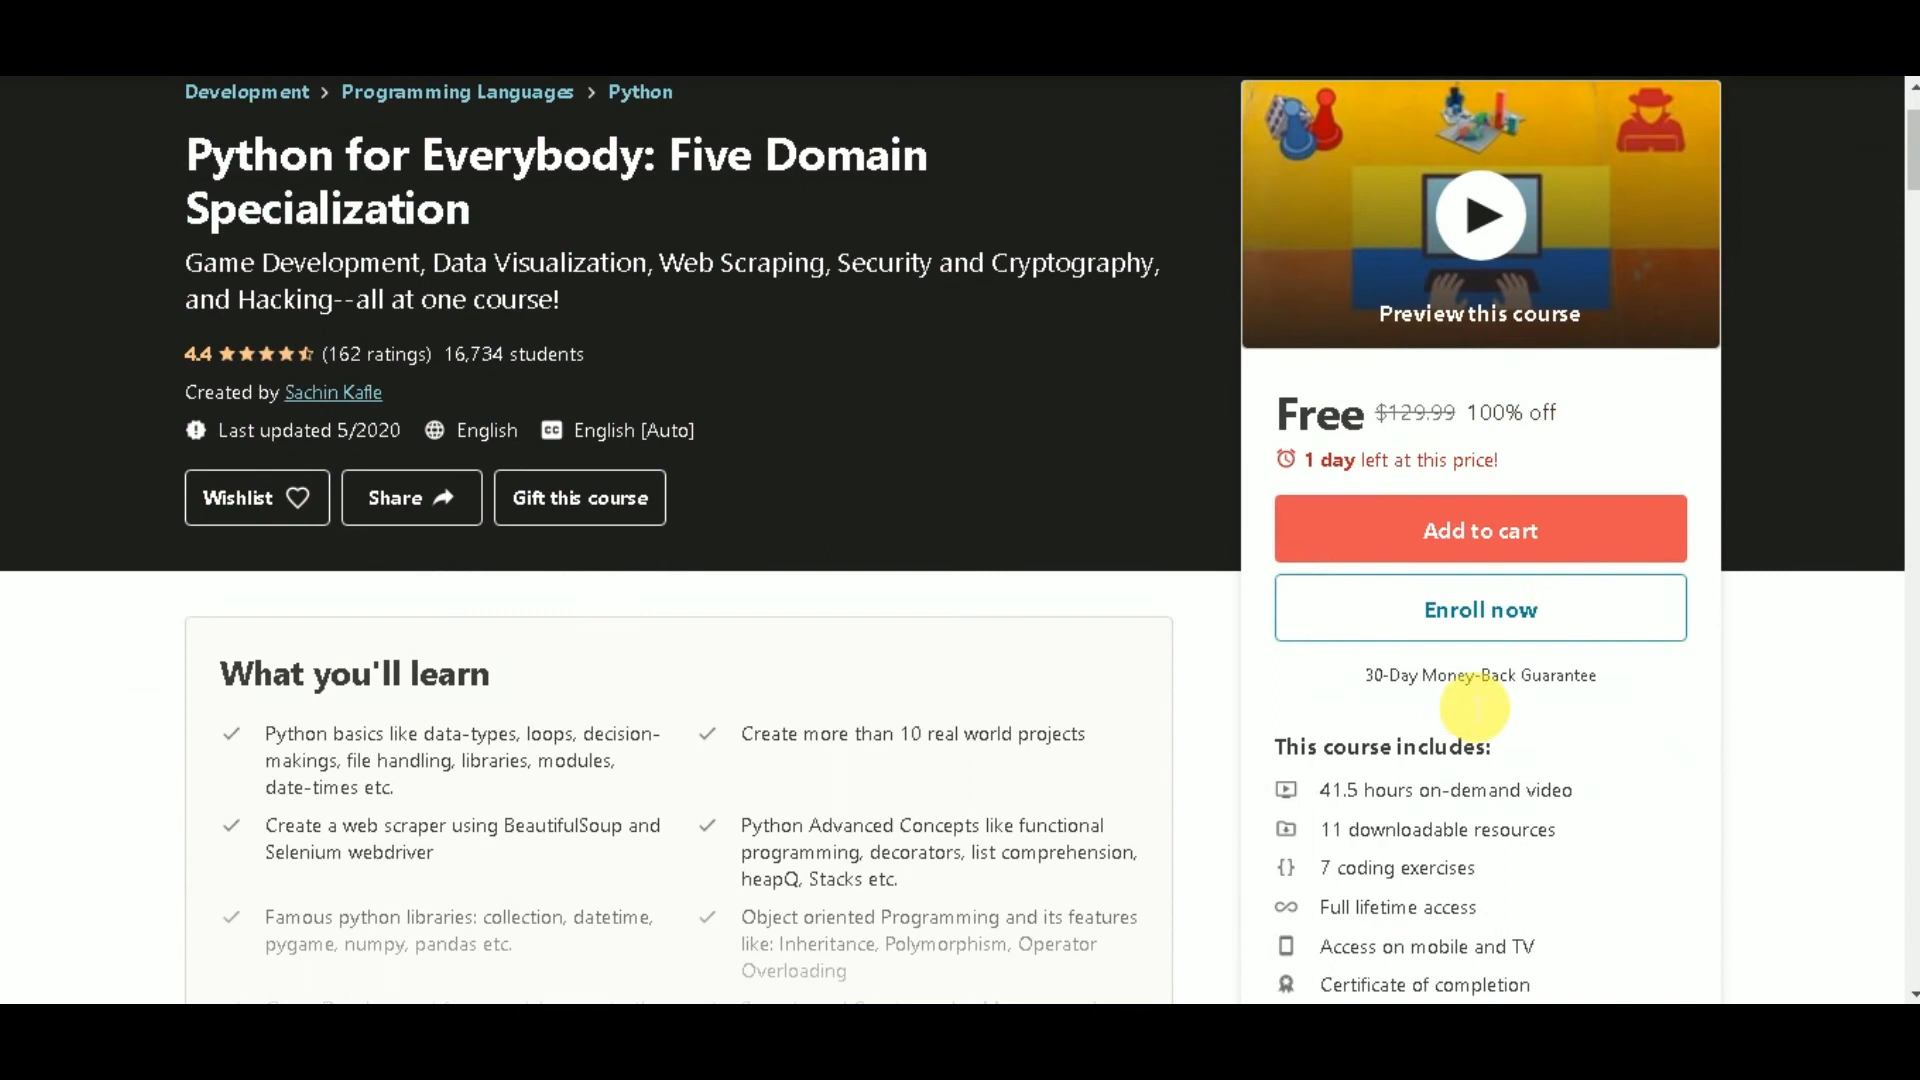 Development > Programming Languages > Python
Python for Everybody: Five Domain
Specialization
Game Development, Data Visualization, Web Scraping, Security and Cryptography,
and Hacking--all at one course!
4.4 (162 ratings) 16,734 students
Created by Sachin Kafle
Last updated 5/2020 English CC English [Auto]
Wishlist Share Gift this course
What you'll learn
Python basics like data-types, loops, decision-
makings, file handling, libraries, modules,
date-times etc.
Create more than 10 real world projects
Create a web scraper using BeautifulSoup and
Selenium webdriver
Python Advanced Concepts like functional
programming, decorators, list comprehension,
heapQ, Stacks etc.
Famous python libraries: collection, datetime,
pygame, numpy, pandas etc.
Object oriented Programming and its features
like: Inheritance, Polymorphism, Operator
Overloading
Preview this course
Free $129.99 100% off
1 day left at this price!
Add to cart
Enroll now
30-Day Money-Back Guarantee
This course includes:
41.5 hours on-demand video
11 downloadable resources
{} 7 coding exercises
Full lifetime access
Access on mobile and TV
Certificate of completion